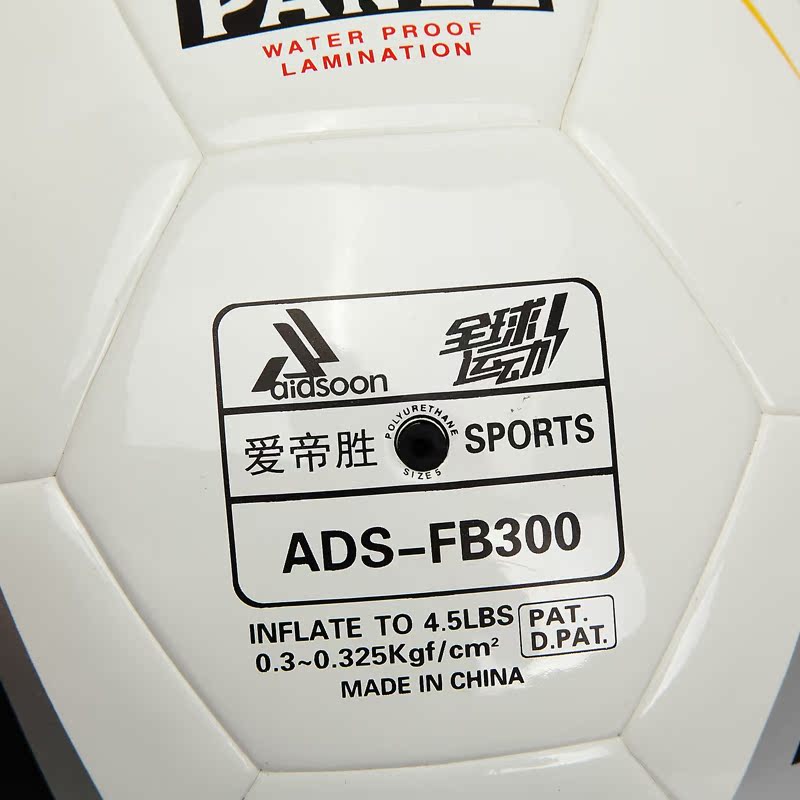 WATER PROOF
LAMINATION
aidsoon
全球
运动
POLYURETHANE
爱帝胜 SPORTS
SIZE 5
ADS-FB300
INFLATE TO 4.5LBS
0.3~0.325Kgf/cm²
PAT.
D.PAT.
MADE IN CHINA